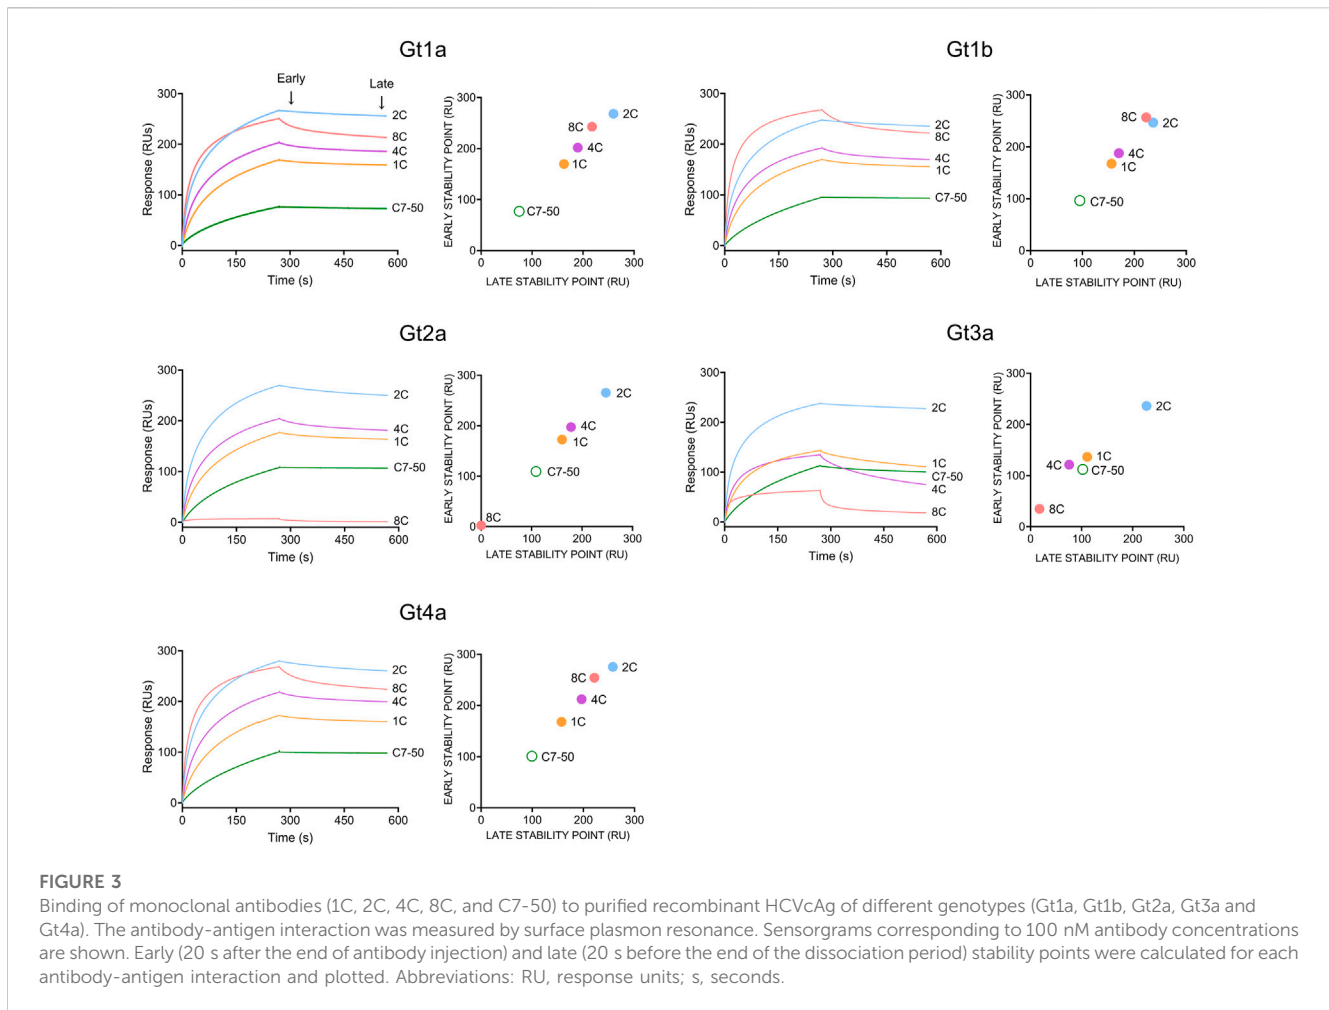 Gt1a
Early
Late
Response (RUs)
300
200
100
0
0 150 300 450 600
Time (s)
2C
8C
4C
1C
C7-50
EARLY STABILITY POINT (RU)
300
200
100
0
0 100 200 300
LATE STABILITY POINT (RU)
2C
8C
4C
1C
C7-50
Gt1b
Response (RUs)
300
200
100
0
0 150 300 450 600
Time (s)
2C
8C
4C
1C
C7-50
EARLY STABILITY POINT (RU)
300
200
100
0
0 100 200 300
LATE STABILITY POINT (RU)
8C
2C
4C
1C
C7-50
Gt2a
Response (RUs)
300
200
100
0
0 150 300 450 600
Time (s)
2C
4C
1C
C7-50
8C
EARLY STABILITY POINT (RU)
300
200
100
0
0 100 200 300
LATE STABILITY POINT (RU)
2C
4C
1C
C7-50
8C
Gt3a
Response (RUs)
300
200
100
0
0 150 300 450 600
Time (s)
2C
1C
C7-50
4C
8C
EARLY STABILITY POINT (RU)
300
200
100
0
0 100 200 300
LATE STABILITY POINT (RU)
2C
1C
4C
C7-50
8C
Gt4a
Response (RUs)
300
200
100
0
0 150 300 450 600
Time (s)
2C
8C
4C
1C
C7-50
EARLY STABILITY POINT (RU)
300
200
100
0
0 100 200 300
LATE STABILITY POINT (RU)
2C
8C
4C
1C
C7-50
FIGURE 3
Binding of monoclonal antibodies (1C, 2C, 4C, 8C, and C7-50) to purified recombinant HCVcAg of different genotypes (Gt1a, Gt1b, Gt2a, Gt3a and
Gt4a). The antibody-antigen interaction was measured by surface plasmon resonance. Sensorgrams corresponding to 100 nM antibody concentrations
are shown. Early (20 s after the end of antibody injection) and late (20 s before the end of the dissociation period) stability points were calculated for each
antibody-antigen interaction and plotted. Abbreviations: RU, response units; s, seconds.